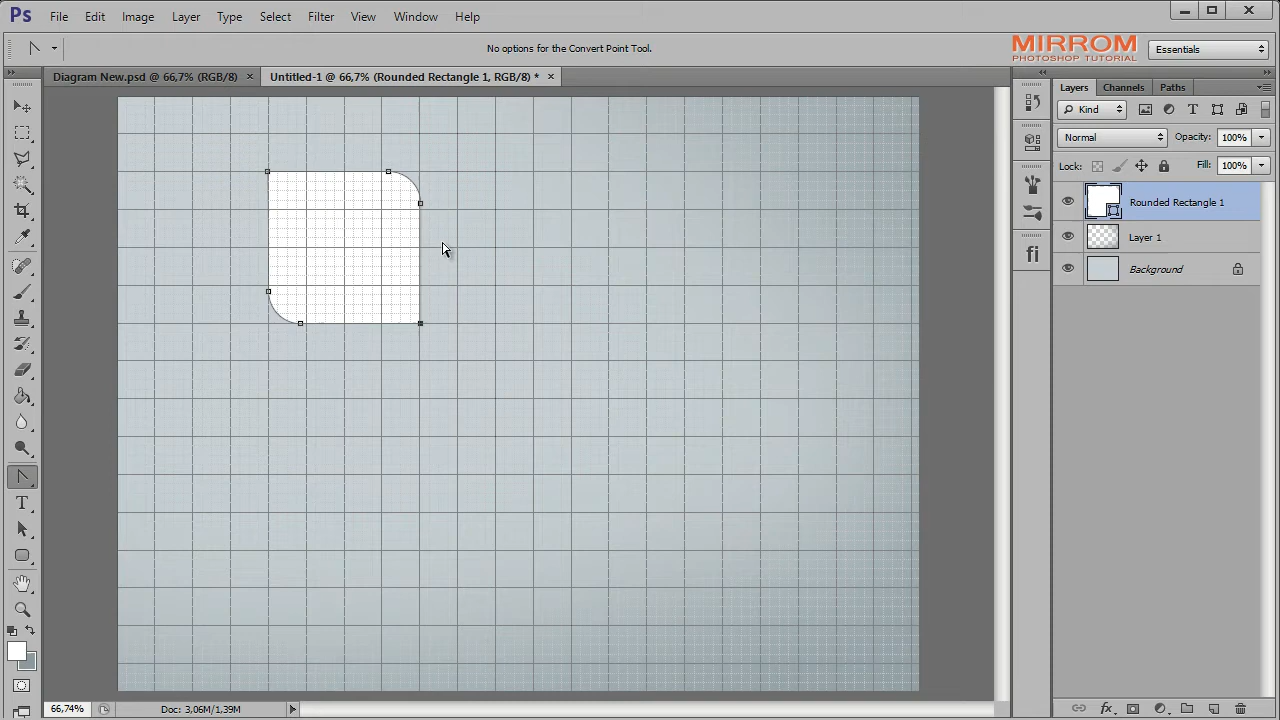 Ps File Edit Image Layer Type Select Filter View Window Help
No options for the Convert Point Tool.
MIRROM
PHOTOSHOP TUTORIAL
Essentials
Diagram New.psd @ 66,7% (RGB/8) × Untitled-1 @ 66,7% (Rounded Rectangle 1, RGB/8) * ×
Layers Channels Paths
Kind
Normal Opacity: 100%
Lock: Fill: 100%
Rounded Rectangle 1
Layer 1
Background
66,74% Doc: 3,06M/1,39M